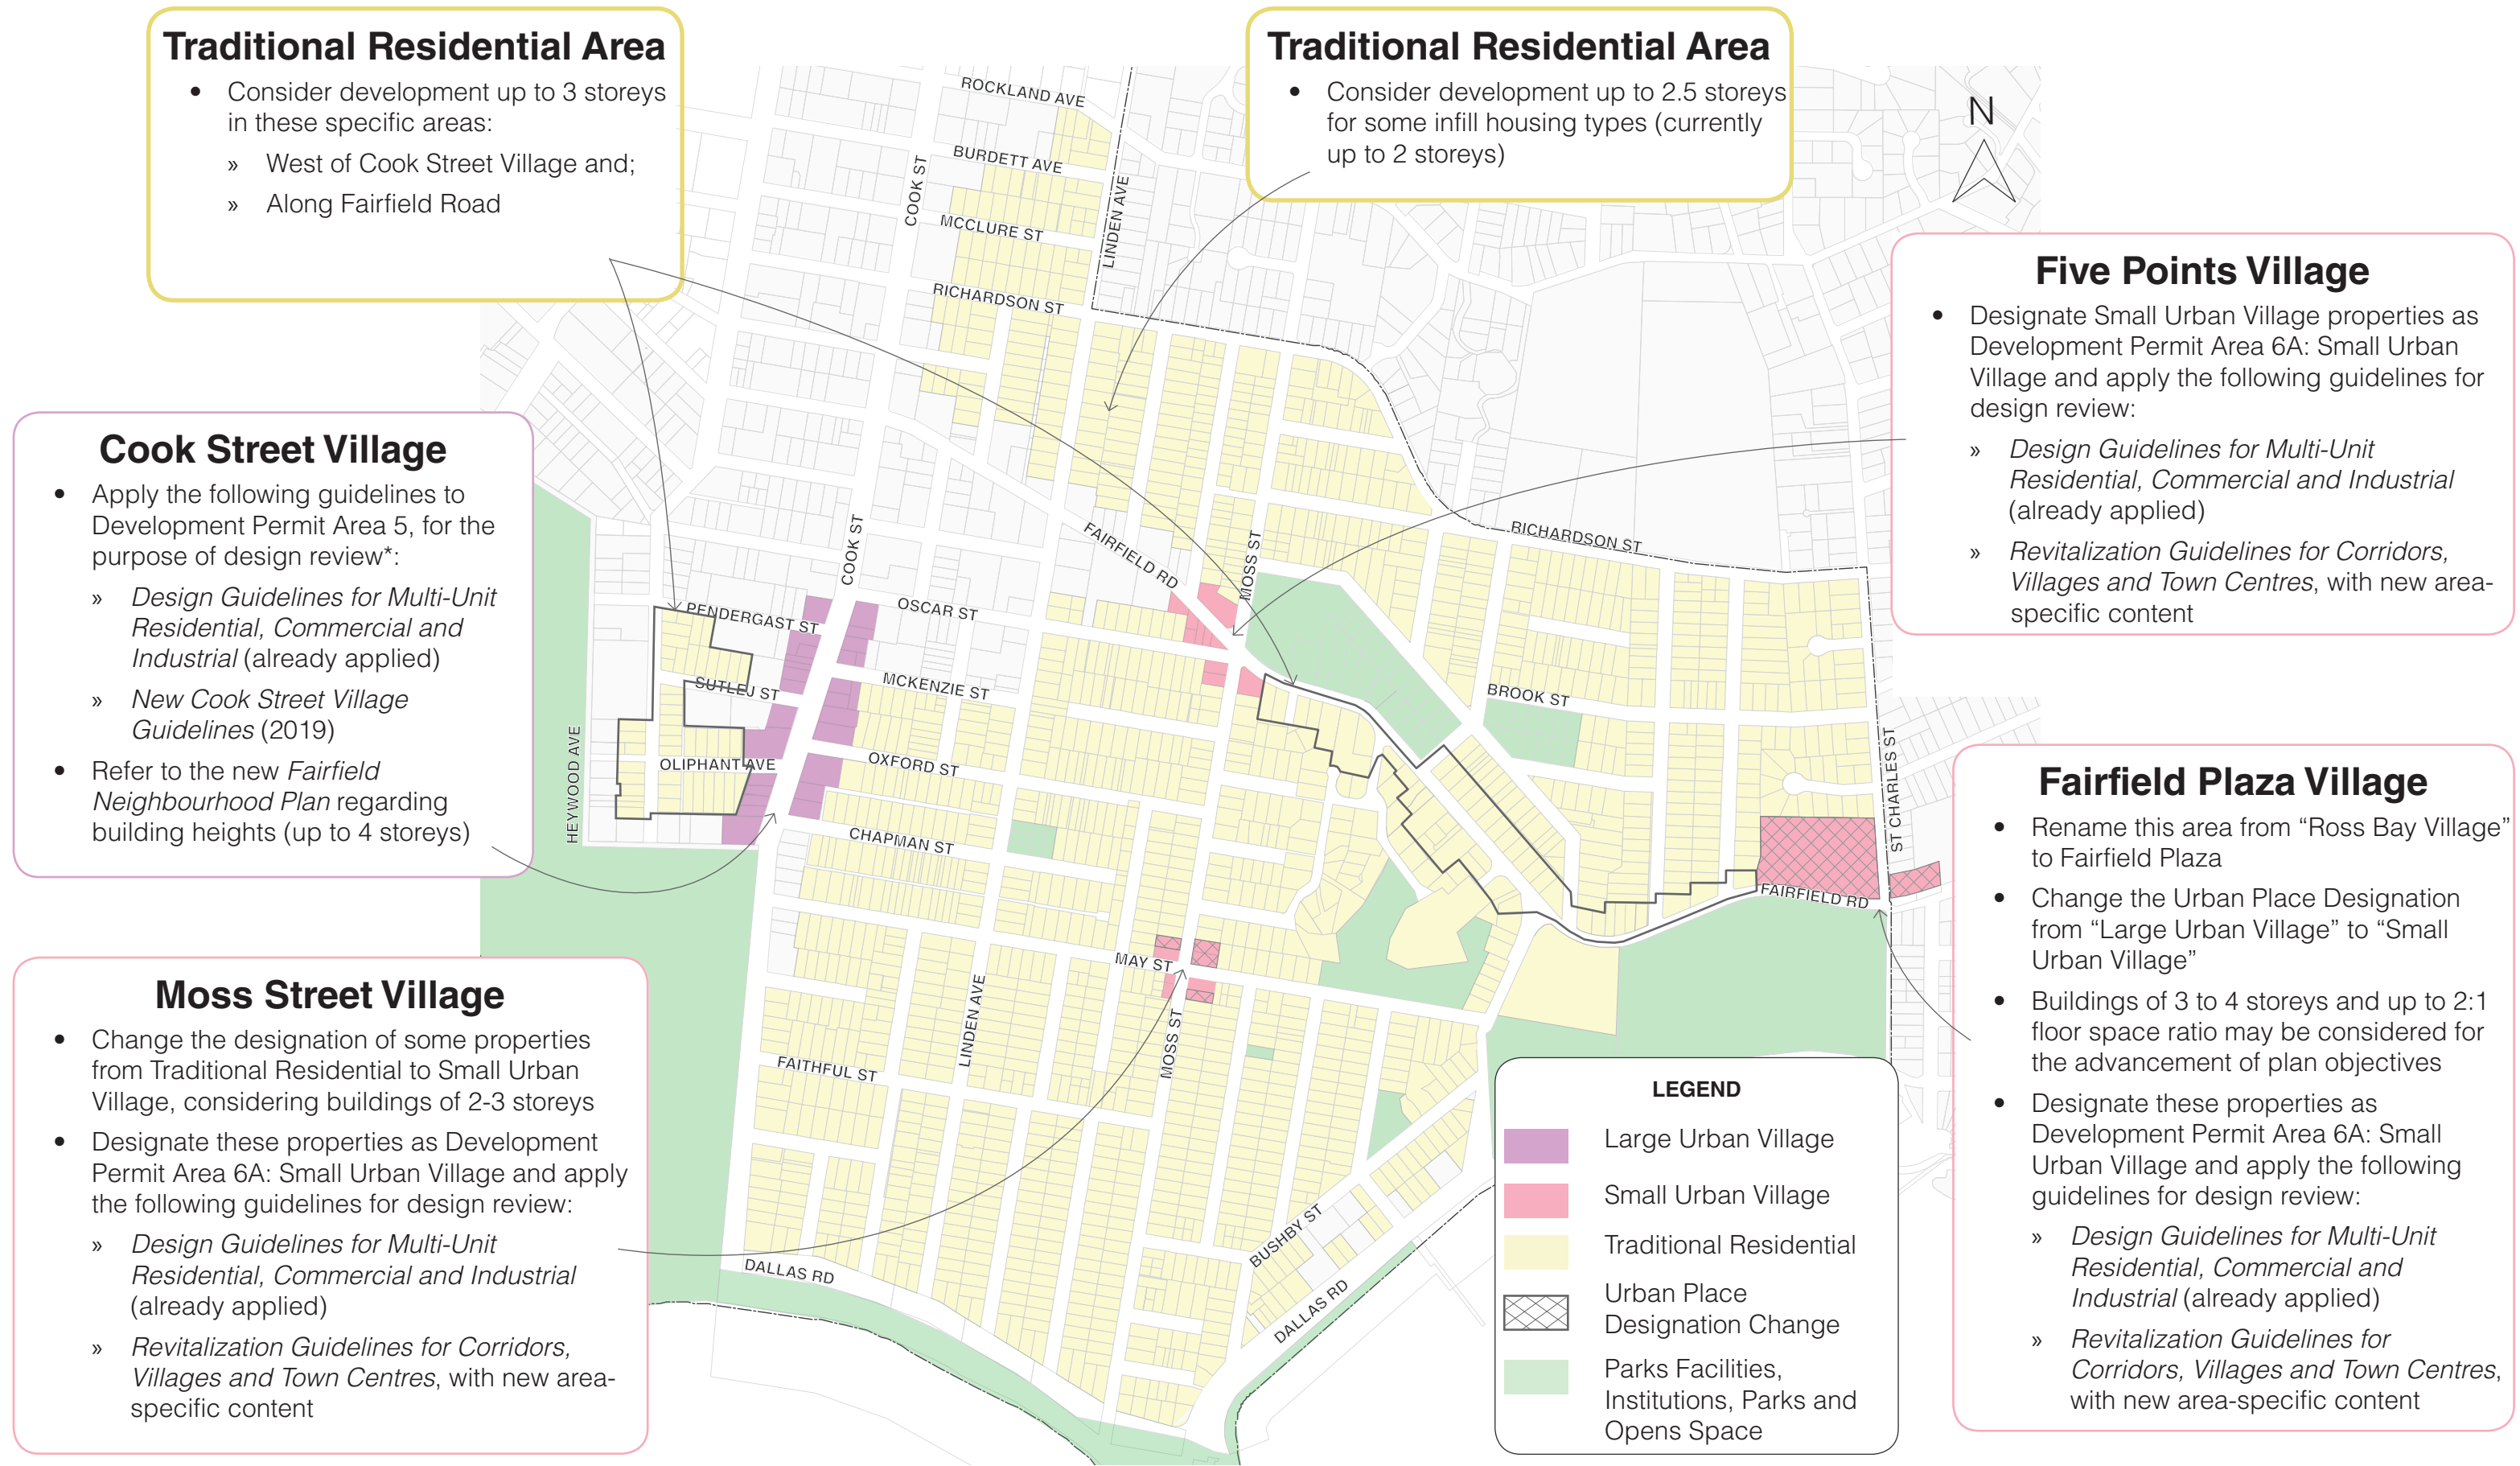 Traditional Residential Area
• Consider development up to 3 storeys
in these specific areas:
» West of Cook Street Village and;
» Along Fairfield Road
Traditional Residential Area
• Consider development up to 2.5 storeys
for some infill housing types (currently
up to 2 storeys)
N
Five Points Village
• Designate Small Urban Village properties as
Development Permit Area 6A: Small Urban
Village and apply the following guidelines for
design review:
» Design Guidelines for Multi-Unit
Residential, Commercial and Industrial
(already applied)
» Revitalization Guidelines for Corridors,
Villages and Town Centres, with new area-
specific content
Cook Street Village
• Apply the following guidelines to
Development Permit Area 5, for the
purpose of design review*:
» Design Guidelines for Multi-Unit
Residential, Commercial and
Industrial (already applied)
» New Cook Street Village
Guidelines (2019)
• Refer to the new Fairfield
Neighbourhood Plan regarding
building heights (up to 4 storeys)
Fairfield Plaza Village
• Rename this area from “Ross Bay Village”
to Fairfield Plaza
• Change the Urban Place Designation
from “Large Urban Village” to “Small
Urban Village”
• Buildings of 3 to 4 storeys and up to 2:1
floor space ratio may be considered for
the advancement of plan objectives
• Designate these properties as
Development Permit Area 6A: Small
Urban Village and apply the following
guidelines for design review:
» Design Guidelines for Multi-Unit
Residential, Commercial and
Industrial (already applied)
» Revitalization Guidelines for
Corridors, Villages and Town Centres,
with new area-specific content
Moss Street Village
• Change the designation of some properties
from Traditional Residential to Small Urban
Village, considering buildings of 2-3 storeys
• Designate these properties as Development
Permit Area 6A: Small Urban Village and apply
the following guidelines for design review:
» Design Guidelines for Multi-Unit
Residential, Commercial and Industrial
(already applied)
» Revitalization Guidelines for Corridors,
Villages and Town Centres, with new area-
specific content
ROCKLAND AVE
BURDETT AVE
COOK ST
LINDEN AVE
MCCLURE ST
RICHARDSON ST
COOK ST
FAIRFIELD RD
MOSS ST
RICHARDSON ST
PENDERGAST ST
OSCAR ST
SUTLEJ ST
MCKENZIE ST
BROOK ST
HEYWOOD AVE
OLIPHANT AVE
OXFORD ST
ST CHARLES ST
CHAPMAN ST
FAIRFIELD RD
MAY ST
LINDEN AVE
MOSS ST
FAITHFUL ST
BUSHBY ST
DALLAS RD
DALLAS RD
LEGEND
Large Urban Village
Small Urban Village
Traditional Residential
Urban Place
Designation Change
Parks Facilities,
Institutions, Parks and
Opens Space